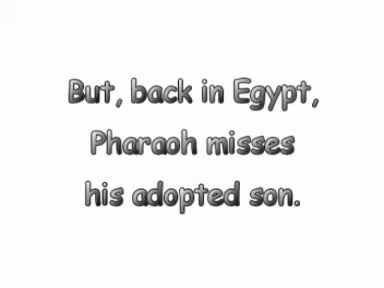 But, back in Egypt,
Pharaoh misses
his adopted son.